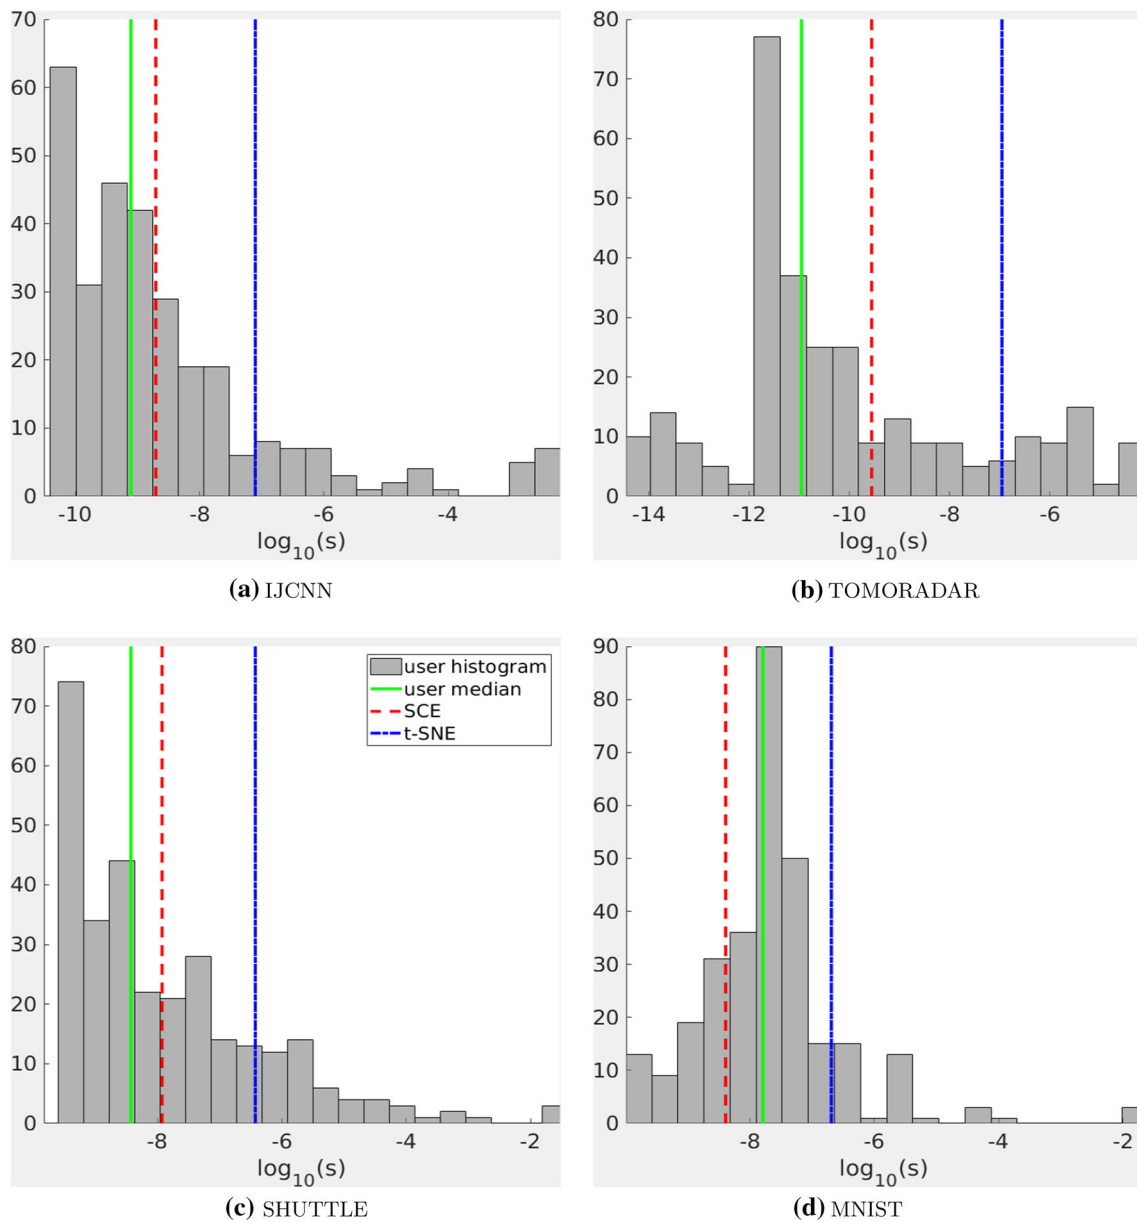 70
60
50
40
30
20
10
0
-10 -8 -6 -4
log10(s)
(a) IJCNN
80
70
60
50
40
30
20
10
0
-14 -12 -10 -8 -6
log10(s)
(b) TOMORADAR
80
70
60
50
40
30
20
10
0
user histogram
user median
SCE
t-SNE
-8 -6 -4 -2
log10(s)
(c) SHUTTLE
90
80
70
60
50
40
30
20
10
0
-8 -6 -4 -2
log10(s)
(d) MNIST